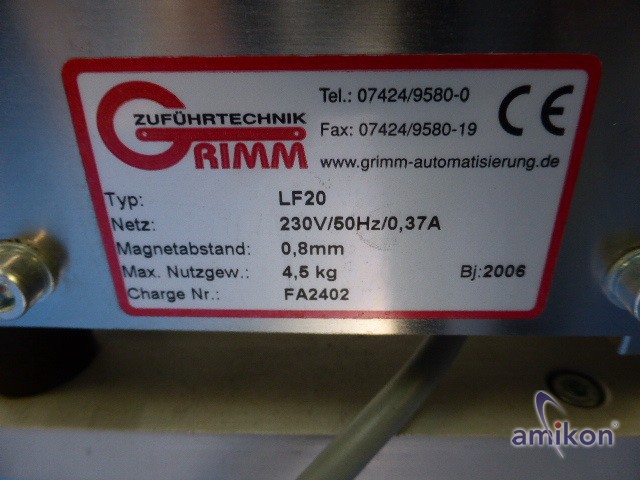 ZUFÜHRTECHNIK
GRIMM
Tel.: 07424/9580-0
Fax: 07424/9580-19
www.grimm-automatisierung.de
CE
Typ: LF20
Netz: 230V/50Hz/0,37A
Magnetabstand: 0,8mm
Max. Nutzgew.: 4,5 kg Bj:2006
Charge Nr.: FA2402
amikon